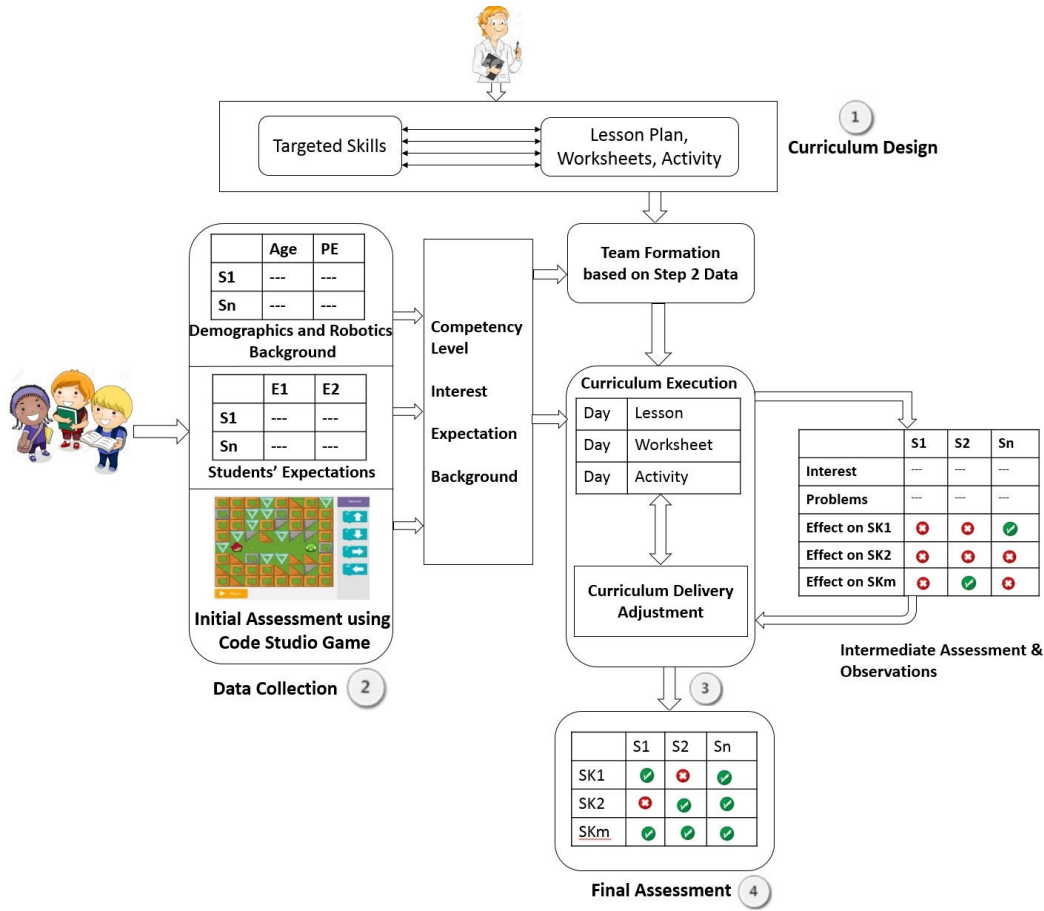 1
Curriculum Design
Targeted Skills
Lesson Plan,
Worksheets, Activity
Team Formation
based on Step 2 Data
Age PE
S1 --- ---
Sn --- ---
Demographics and Robotics
Background
E1 E2
S1 --- ---
Sn --- ---
Students' Expectations
Initial Assessment using
Code Studio Game
Data Collection 2
Competency
Level
Interest
Expectation
Background
Curriculum Execution
Day Lesson
Day Worksheet
Day Activity
Curriculum Delivery
Adjustment
S1 S2 Sn
Interest --- --- ---
Problems --- --- ---
Effect on SK1
Effect on SK2
Effect on SKm
Intermediate Assessment &
Observations
3
S1 S2 Sn
SK1
SK2
SKm
Final Assessment 4